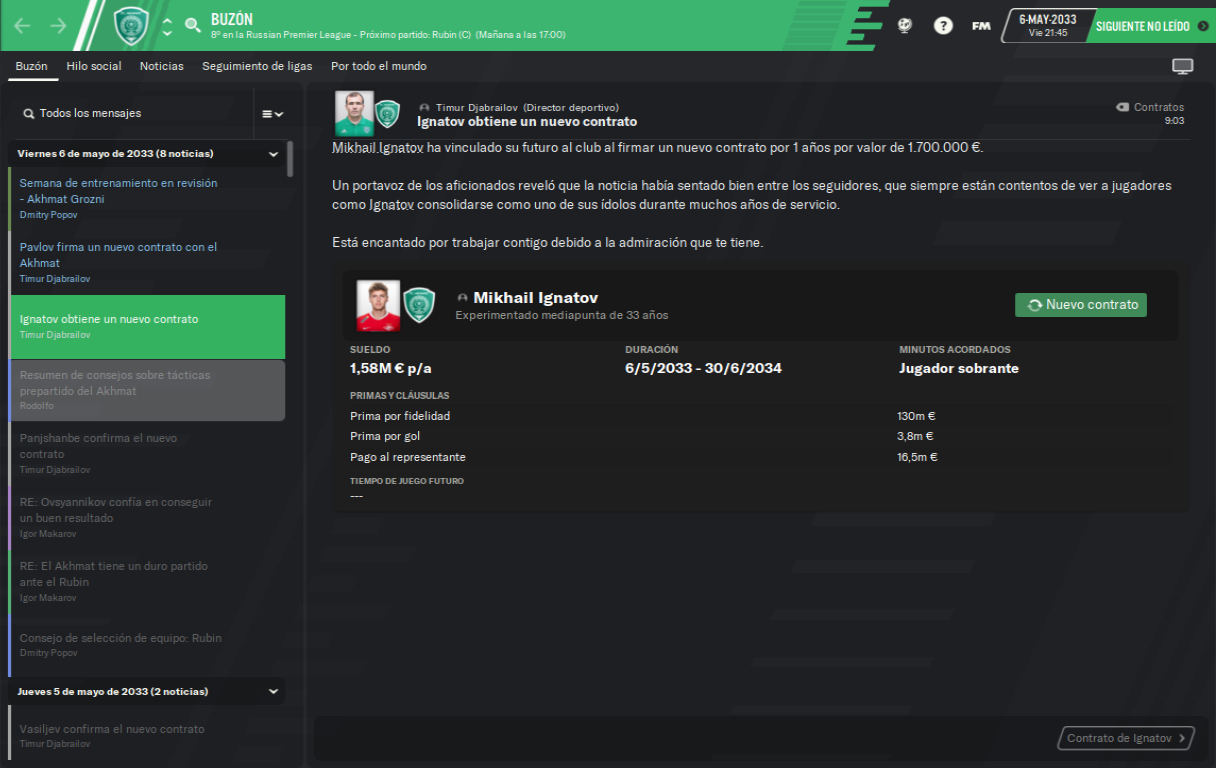 BUZÓN
8º en la Russian Premier League - Próximo partido: Rubin (C) (Mañana a las 17:00)
?
FM
6-MAY-2033
Vie 21:45
SIGUIENTE NO LEÍDO
Buzón Hilo social Noticias Seguimiento de ligas Por todo el mundo
Todos los mensajes
Viernes 6 de mayo de 2033 (8 noticias)
Semana de entrenamiento en revisión
- Akhmat Grozni
Dmitry Popov
Pavlov firma un nuevo contrato con el
Akhmat
Timur Djabrailov
Ignatov obtiene un nuevo contrato
Timur Djabrailov
Resumen de consejos sobre tácticas
prepartido del Akhmat
Rodolfo
Panjshanbe confirma el nuevo
contrato
Timur Djabrailov
RE: Ovsyannikov confía en conseguir
un buen resultado
Igor Makarov
RE: El Akhmat tiene un duro partido
ante el Rubin
Igor Makarov
Consejo de selección de equipo: Rubin
Dmitry Popov
Jueves 5 de mayo de 2033 (2 noticias)
Vasiljev confirma el nuevo contrato
Timur Djabrailov
Timur Djabrailov (Director deportivo)
Ignatov obtiene un nuevo contrato
Contratos
9:03
Mikhail Ignatov ha vinculado su futuro al club al firmar un nuevo contrato por 1 años por valor de 1.700.000 €.
Un portavoz de los aficionados reveló que la noticia había sentado bien entre los seguidores, que siempre están contentos de ver a jugadores
como Ignatov consolidarse como uno de sus ídolos durante muchos años de servicio.
Está encantado por trabajar contigo debido a la admiración que te tiene.
Mikhail Ignatov
Experimentado mediapunta de 33 años
Nuevo contrato
SUELDO DURACIÓN MINUTOS ACORDADOS
1,58M € p/a 6/5/2033 - 30/6/2034 Jugador sobrante
PRIMAS Y CLÁUSULAS
Prima por fidelidad 130m €
Prima por gol 3,8m €
Pago al representante 16,5m €
TIEMPO DE JUEGO FUTURO
---
Contrato de Ignatov